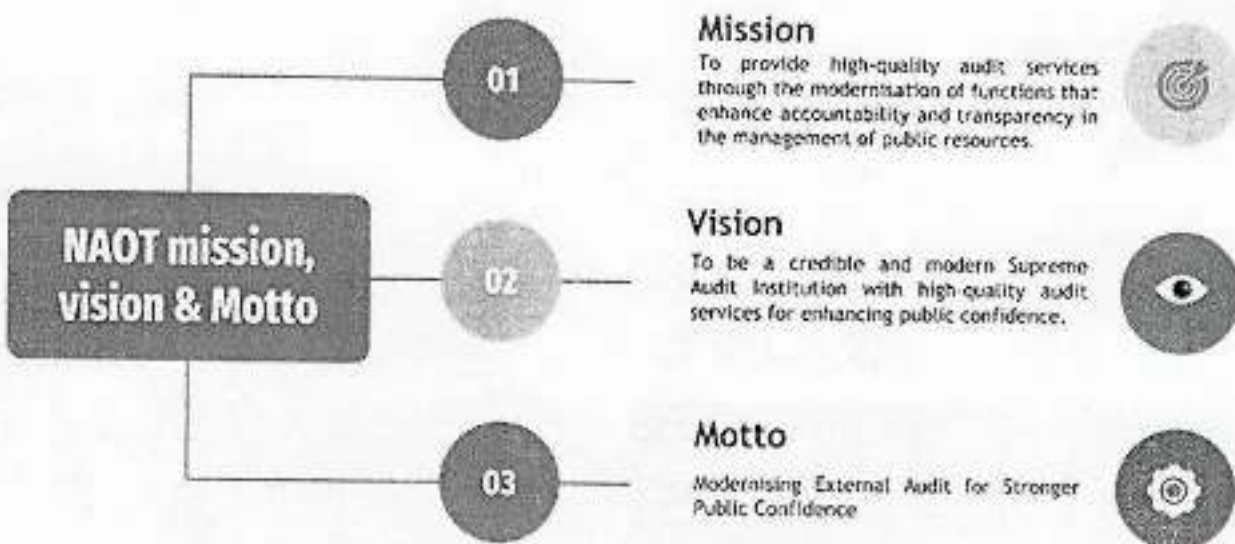 NAOT mission,
vision & Motto
01
Mission
To provide high-quality audit services
through the modernisation of functions that
enhance accountability and transparency in
the management of public resources.
02
Vision
To be a credible and modern Supreme
Audit Institution with high-quality audit
services for enhancing public confidence.
03
Motto
Modernising External Audit for Stronger
Public Confidence